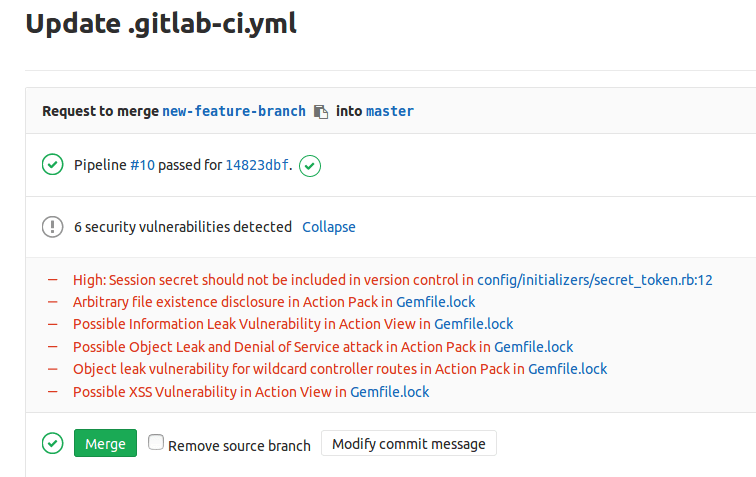 Update .gitlab-ci.yml
Request to merge new-feature-branch into master
Pipeline #10 passed for 14823dbf.
6 security vulnerabilities detected Collapse
– High: Session secret should not be included in version control in config/initializers/secret_token.rb:12
– Arbitrary file existence disclosure in Action Pack in Gemfile.lock
– Possible Information Leak Vulnerability in Action View in Gemfile.lock
– Possible Object Leak and Denial of Service attack in Action Pack in Gemfile.lock
– Object leak vulnerability for wildcard controller routes in Action Pack in Gemfile.lock
– Possible XSS Vulnerability in Action View in Gemfile.lock
Merge Remove source branch Modify commit message